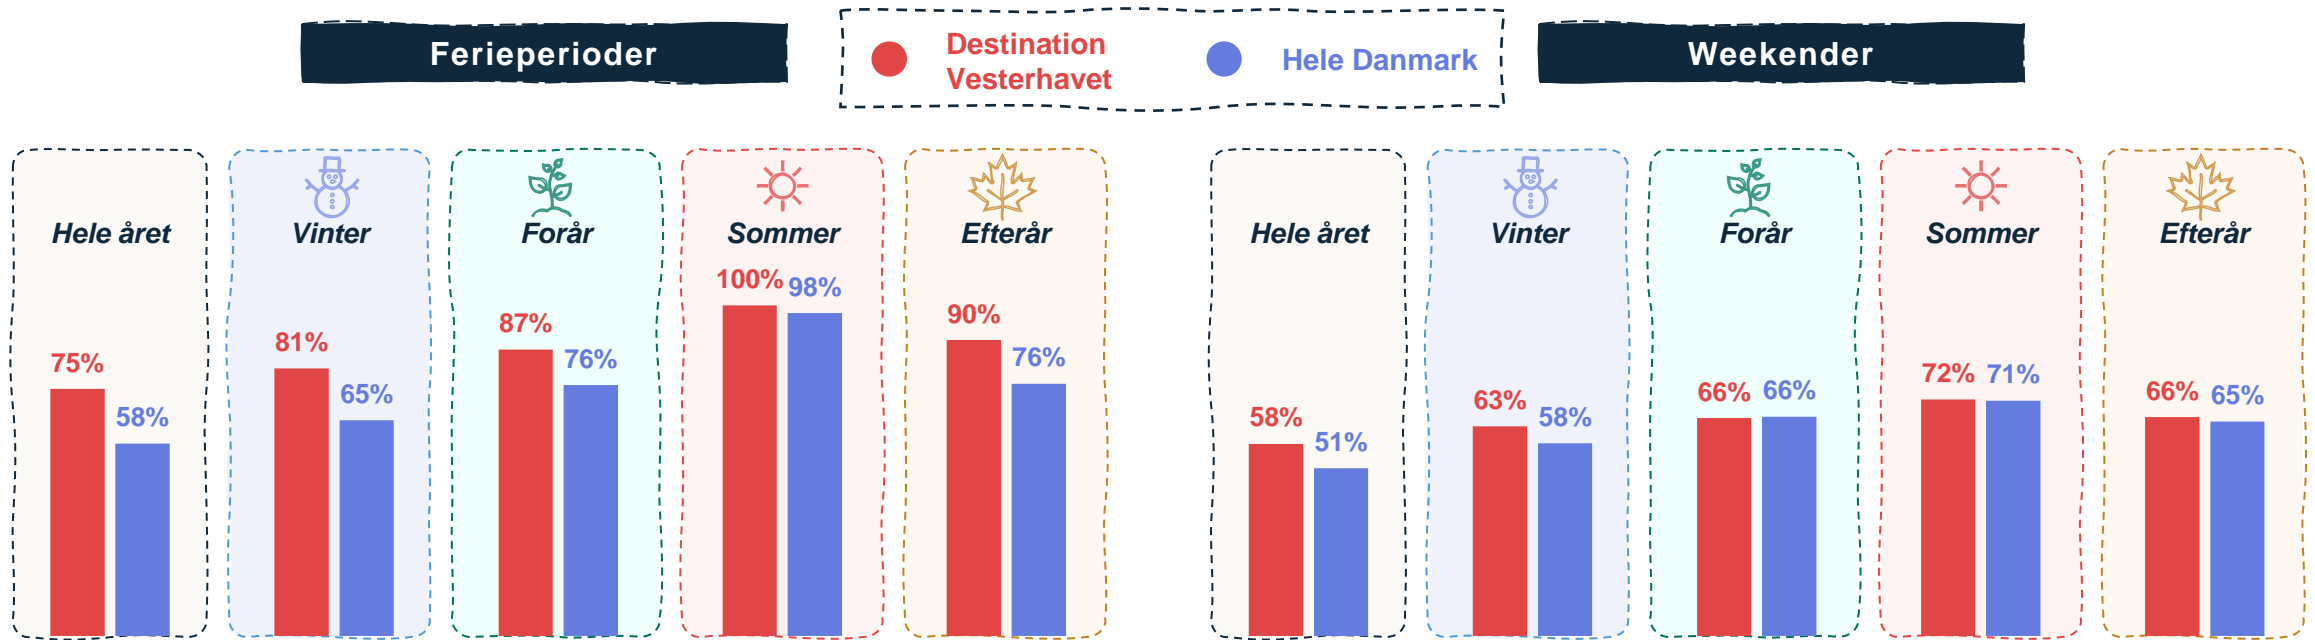 Ferieperioder
Destination
Vesterhavet
Hele Danmark
Weekender
Hele året
Vinter
Forår
Sommer
Efterår
75%
58%
81%
65%
87%
76%
100%
98%
90%
76%
Hele året
Vinter
Forår
Sommer
Efterår
58%
51%
63%
58%
66%
66%
72%
71%
66%
65%